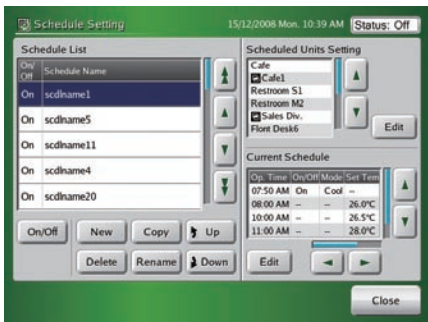 Schedule Setting
15/12/2008 Mon. 10:39 AM
Status: Off
Schedule List
On/Off Schedule Name
On scdlname1
On scdlname5
On scdlname11
On scdlname4
On scdlname20
On/Off New Copy Up
Delete Rename Down
Scheduled Units Setting
Cafe
Cafe1
Restroom S1
Restroom M2
Sales Div.
Flont Desk6
Edit
Current Schedule
Op. Time On/Off Mode Set Tem
07:50 AM On Cool --
08:00 AM -- -- 26.0°C
10:00 AM -- -- 26.5°C
11:00 AM -- -- 28.0°C
Edit
Close